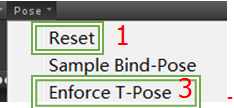 Pose
Reset 1
Sample Bind-Pose
Enforce T-Pose 3